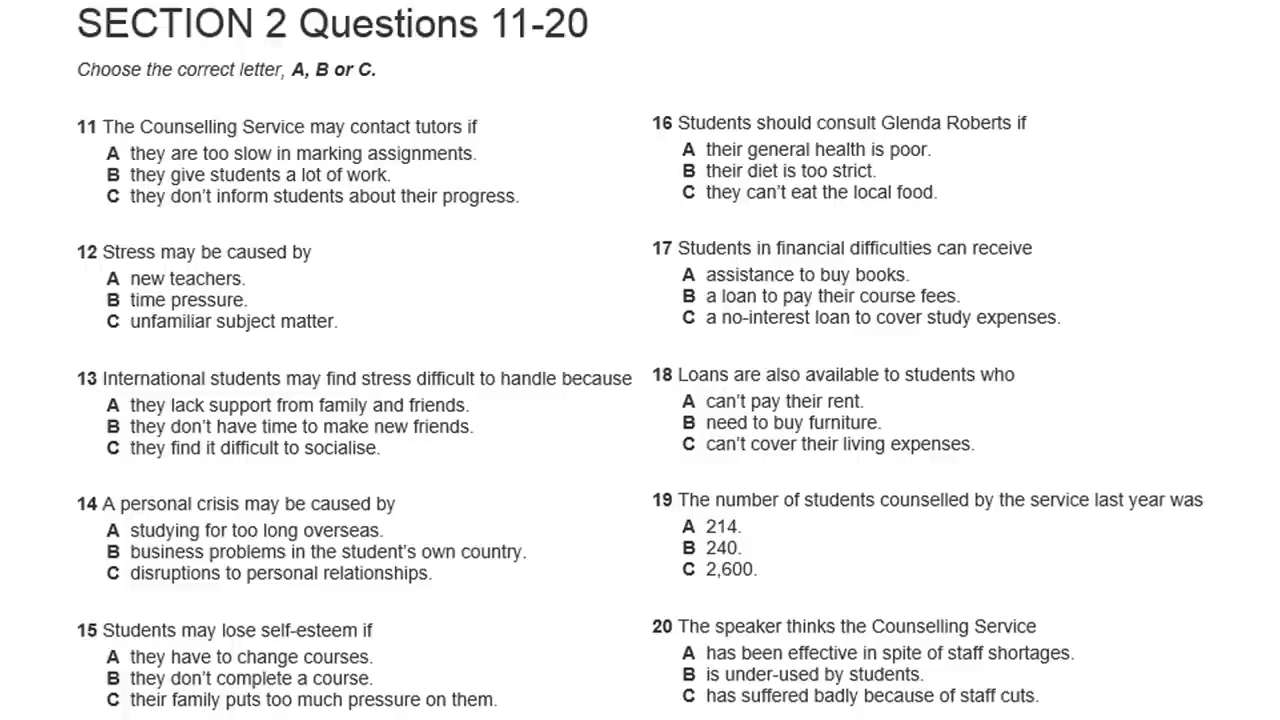 SECTION 2 Questions 11-20
Choose the correct letter, A, B or C.
11 The Counselling Service may contact tutors if
A they are too slow in marking assignments.
B they give students a lot of work.
C they don't inform students about their progress.
12 Stress may be caused by
A new teachers.
B time pressure.
C unfamiliar subject matter.
13 International students may find stress difficult to handle because
A they lack support from family and friends.
B they don't have time to make new friends.
C they find it difficult to socialise.
14 A personal crisis may be caused by
A studying for too long overseas.
B business problems in the student's own country.
C disruptions to personal relationships.
15 Students may lose self-esteem if
A they have to change courses.
B they don't complete a course.
C their family puts too much pressure on them.
16 Students should consult Glenda Roberts if
A their general health is poor.
B their diet is too strict.
C they can't eat the local food.
17 Students in financial difficulties can receive
A assistance to buy books.
B a loan to pay their course fees.
C a no-interest loan to cover study expenses.
18 Loans are also available to students who
A can't pay their rent.
B need to buy furniture.
C can't cover their living expenses.
19 The number of students counselled by the service last year was
A 214.
B 240.
C 2,600.
20 The speaker thinks the Counselling Service
A has been effective in spite of staff shortages.
B is under-used by students.
C has suffered badly because of staff cuts.